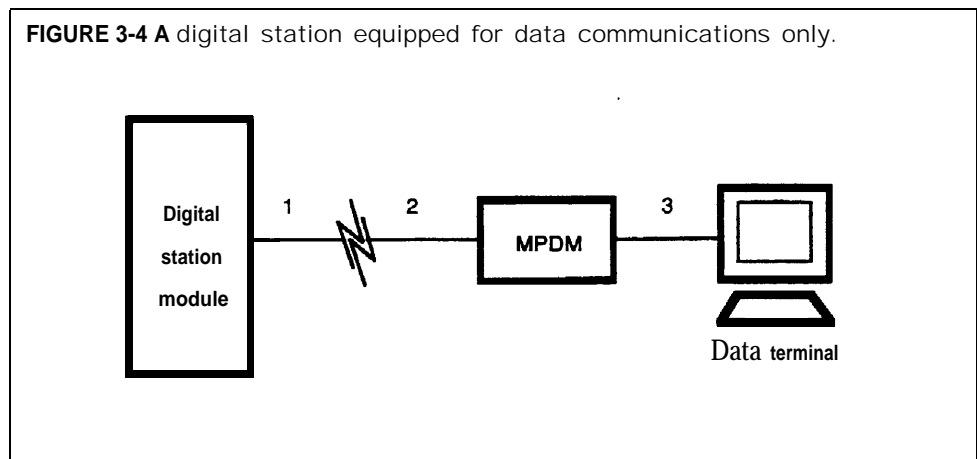 FIGURE 3-4 A digital station equipped for data communications only.
Digital
station
module
1
2
MPDM
3
Data terminal